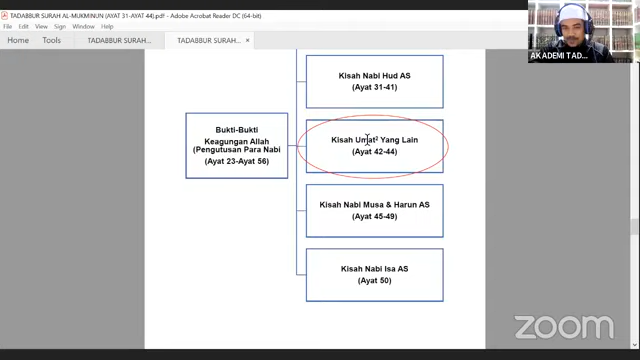 TADABBUR SURAH AL-MUKMINUN (AYAT 31-AYAT 44).pdf - Adobe Acrobat Reader DC (64-bit)
File Edit View Sign Window Help
Home Tools TADABBUR SURAH... TADABBUR SURAH... ×
AKADEMI TAD...
Kisah Nabi Hud AS
(Ayat 31-41)
Bukti-Bukti
Keagungan Allah
(Pengutusan Para Nabi
(Ayat 23-Ayat 56)
Kisah Umat² Yang Lain
(Ayat 42-44)
Kisah Nabi Musa & Harun AS
(Ayat 45-49)
Kisah Nabi Isa AS
(Ayat 50)
zoom